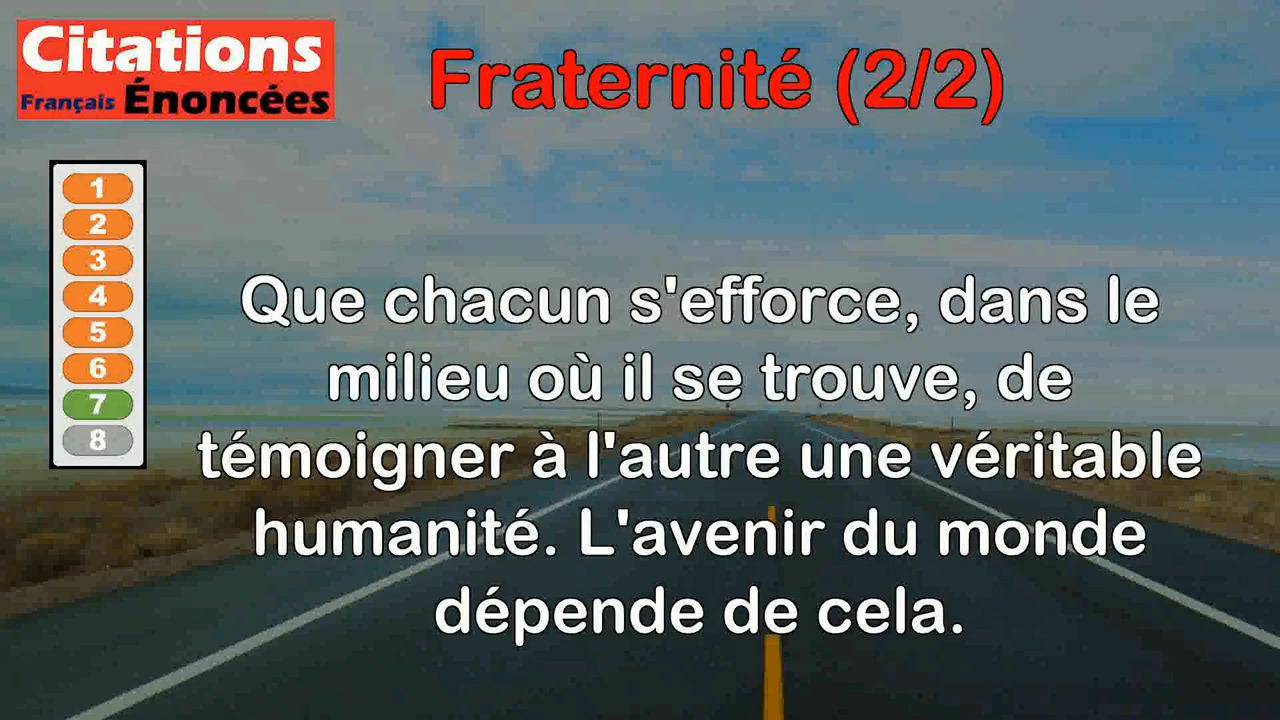 Citations
Français Énoncées
Fraternité (2/2)
1
2
3
4
5
6
7
8
Que chacun s'efforce, dans le
milieu où il se trouve, de
témoigner à l'autre une véritable
humanité. L'avenir du monde
dépende de cela.